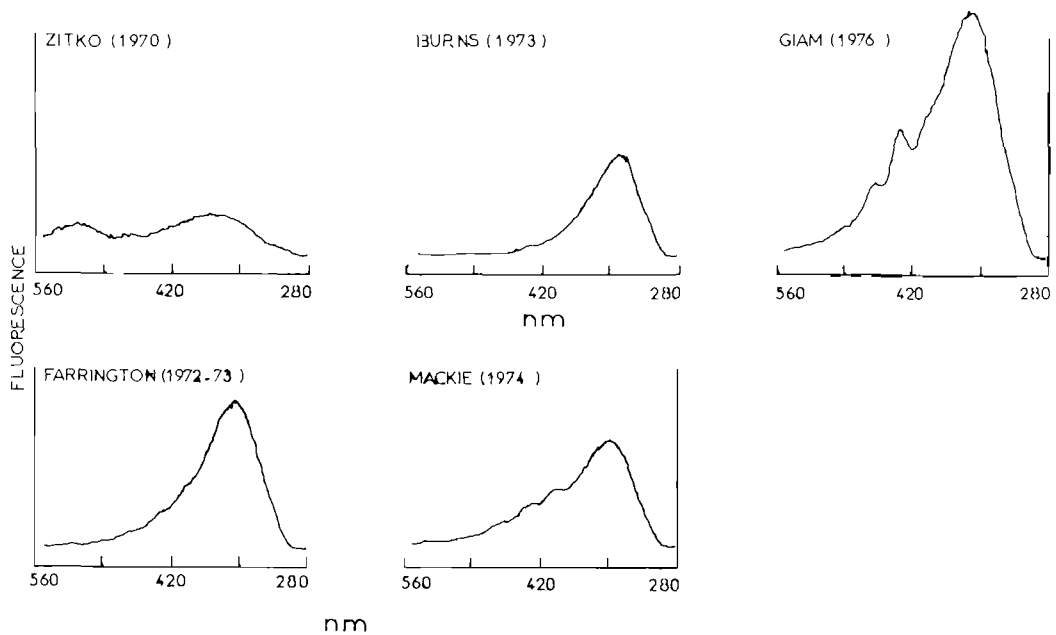 ZITKO (1970)
BURNS (1973)
GIAM (1976)
560 420 280
560 420 280
nm
560 420 280
FLUORESCENCE
FARRINGTON (1972-73)
MACKIE (1974)
560 420 280
560 420 280
nm